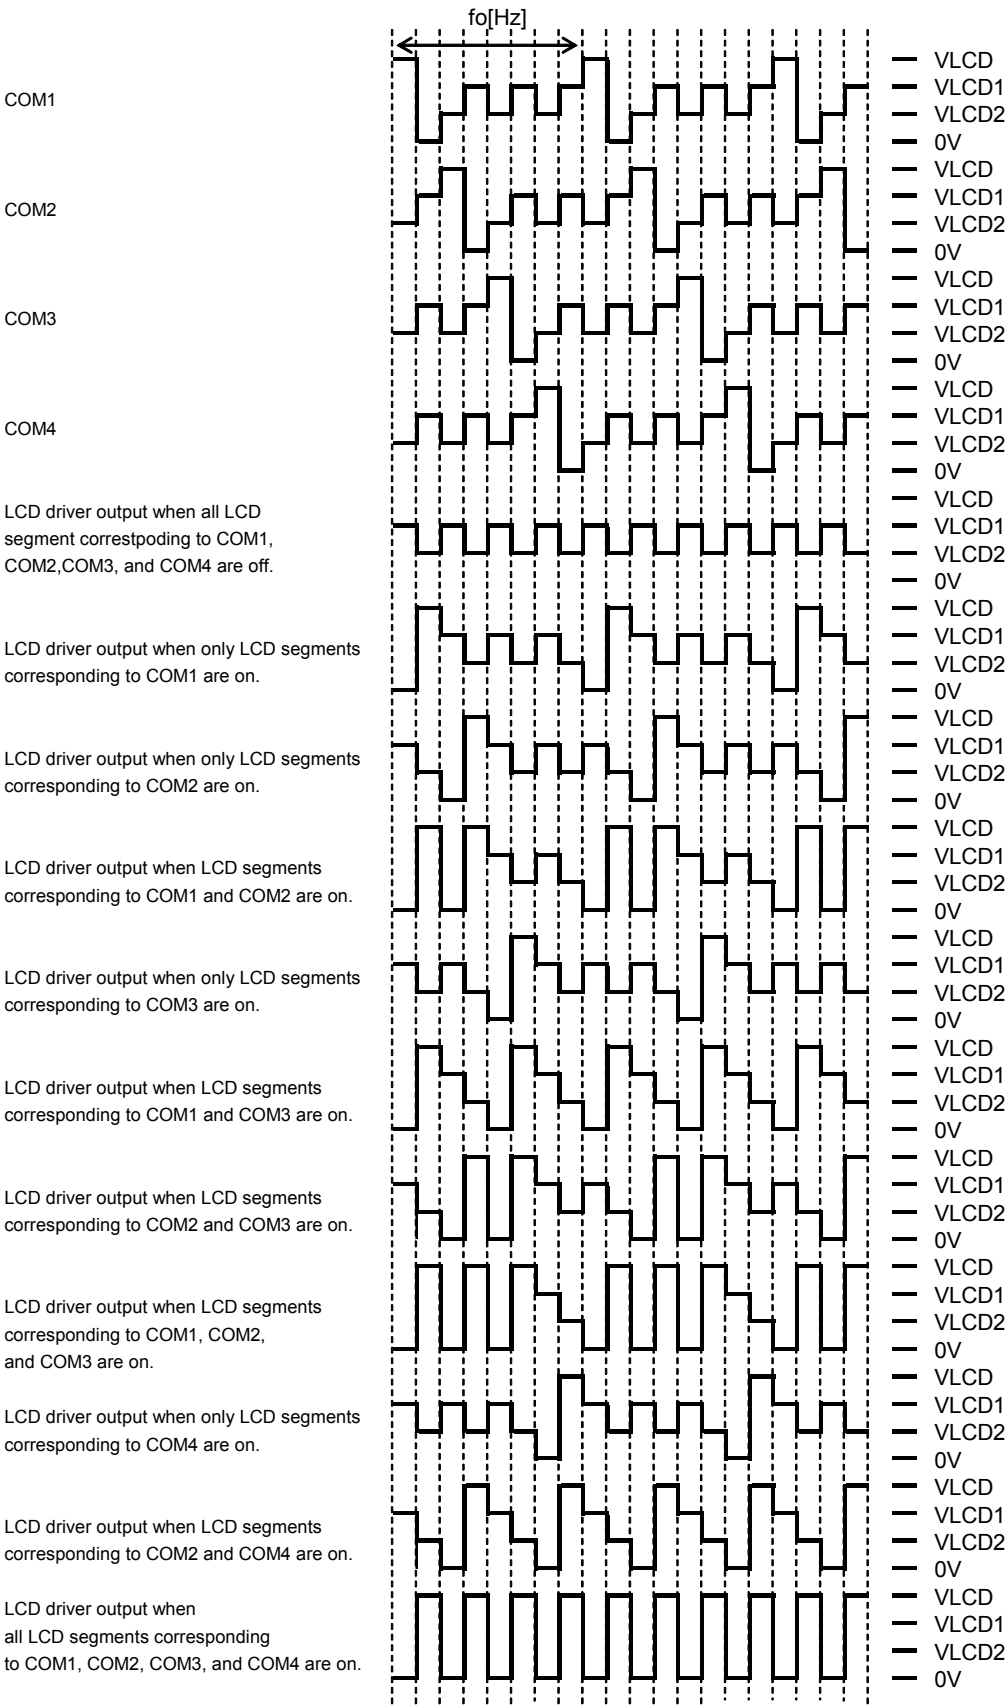 fo[Hz]
COM1
VLCD
VLCD1
VLCD2
0V
COM2
VLCD
VLCD1
VLCD2
0V
COM3
VLCD
VLCD1
VLCD2
0V
COM4
VLCD
VLCD1
VLCD2
0V
LCD driver output when all LCD
segment correstpoding to COM1,
COM2,COM3, and COM4 are off.
VLCD
VLCD1
VLCD2
0V
LCD driver output when only LCD segments
corresponding to COM1 are on.
VLCD
VLCD1
VLCD2
0V
LCD driver output when only LCD segments
corresponding to COM2 are on.
VLCD
VLCD1
VLCD2
0V
LCD driver output when LCD segments
corresponding to COM1 and COM2 are on.
VLCD
VLCD1
VLCD2
0V
LCD driver output when only LCD segments
corresponding to COM3 are on.
VLCD
VLCD1
VLCD2
0V
LCD driver output when LCD segments
corresponding to COM1 and COM3 are on.
VLCD
VLCD1
VLCD2
0V
LCD driver output when LCD segments
corresponding to COM2 and COM3 are on.
VLCD
VLCD1
VLCD2
0V
LCD driver output when LCD segments
corresponding to COM1, COM2,
and COM3 are on.
VLCD
VLCD1
VLCD2
0V
LCD driver output when only LCD segments
corresponding to COM4 are on.
VLCD
VLCD1
VLCD2
0V
LCD driver output when LCD segments
corresponding to COM2 and COM4 are on.
VLCD
VLCD1
VLCD2
0V
LCD driver output when
all LCD segments corresponding
to COM1, COM2, COM3, and COM4 are on.
VLCD
VLCD1
VLCD2
0V